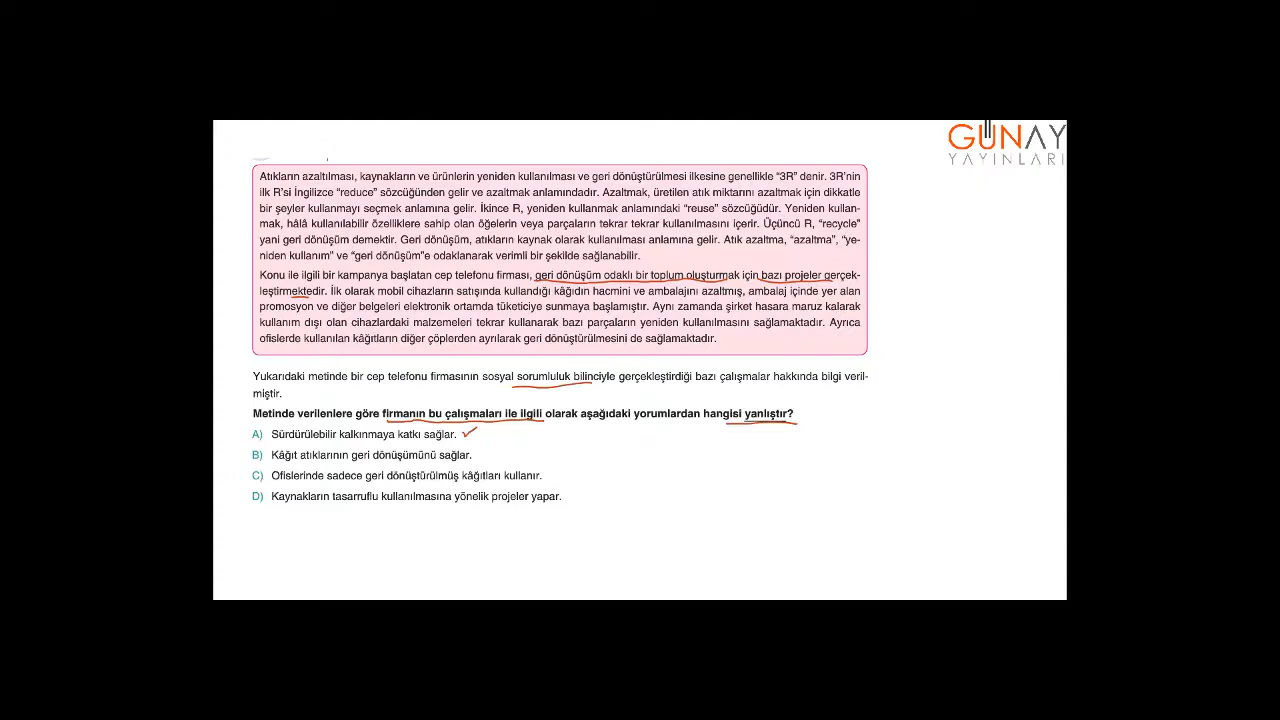 GÜNAY
YAYINLARI
Atıkların azaltılması, kaynakların ve ürünlerin yeniden kullanılması ve geri dönüştürülmesi ilkesine genellikle “3R” denir. 3R’nin
ilk R’si İngilizce “reduce” sözcüğünden gelir ve azaltmak anlamındadır. Azaltmak, üretilen atık miktarını azaltmak için dikkatle
bir şeyler kullanmayı seçmek anlamına gelir. İkince R, yeniden kullanmak anlamındaki “reuse” sözcüğüdür. Yeniden kullan-
mak, hâlâ kullanılabilir özelliklere sahip olan öğelerin veya parçaların tekrar tekrar kullanılmasını içerir. Üçüncü R, “recycle”
yani geri dönüşüm demektir. Geri dönüşüm, atıkların kaynak olarak kullanılması anlamına gelir. Atık azaltma, “azaltma”, “ye-
niden kullanım” ve “geri dönüşüm”e odaklanarak verimli bir şekilde sağlanabilir.
Konu ile ilgili bir kampanya başlatan cep telefonu firması, geri dönüşüm odaklı bir toplum oluşturmak için bazı projeler gerçek-
leştirmektedir. İlk olarak mobil cihazların satışında kullandığı kâğıdın hacmini ve ambalajını azaltmış, ambalaj içinde yer alan
promosyon ve diğer belgeleri elektronik ortamda tüketiciye sunmaya başlamıştır. Aynı zamanda şirket hasara maruz kalarak
kullanım dışı olan cihazlardaki malzemeleri tekrar kullanarak bazı parçaların yeniden kullanılmasını sağlamaktadır. Ayrıca
ofislerde kullanılan kâğıtların diğer çöplerden ayrılarak geri dönüştürülmesini de sağlamaktadır.
Yukarıdaki metinde bir cep telefonu firmasının sosyal sorumluluk bilinciyle gerçekleştirdiği bazı çalışmalar hakkında bilgi veril-
miştir.
Metinde verilenlere göre firmanın bu çalışmaları ile ilgili olarak aşağıdaki yorumlardan hangisi yanlıştır?
A) Sürdürülebilir kalkınmaya katkı sağlar.
B) Kâğıt atıklarının geri dönüşümünü sağlar.
C) Ofislerinde sadece geri dönüştürülmüş kâğıtları kullanır.
D) Kaynakların tasarruflu kullanılmasına yönelik projeler yapar.